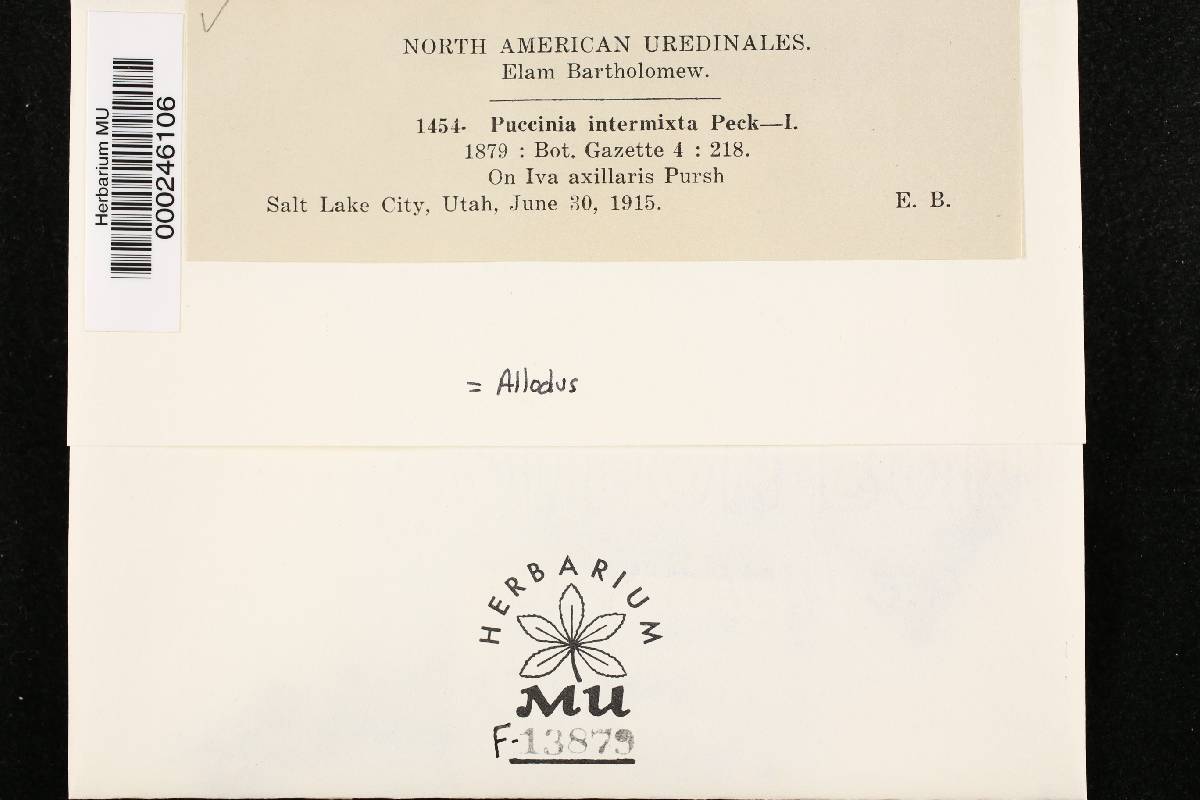 NORTH AMERICAN UREDINALES.
Elam Bartholomew.
1454. Puccinia intermixta Peck—I.
1879 : Bot. Gazette 4 : 218.
On Iva axillaris Pursh
Salt Lake City, Utah, June 30, 1915. E. B.
Herbarium MU
000246106
= Allodus
HERBARIUM
MU
F-13879